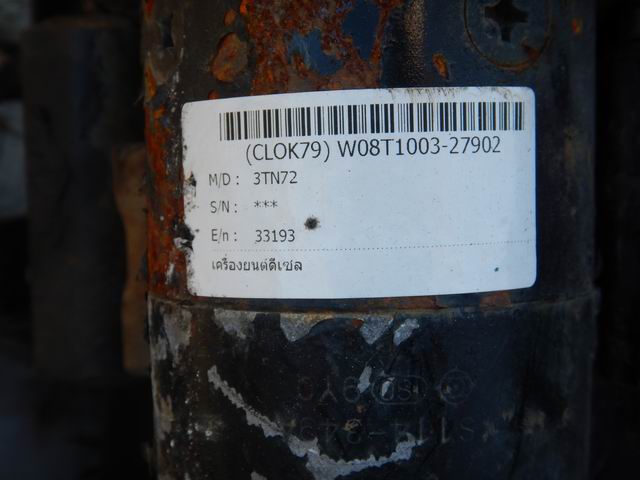 (CLOK79) W08T1003-27902
M/D : 3TN72
S/N : ***
E/n : 33193
เครื่องยนต์ดีเซล